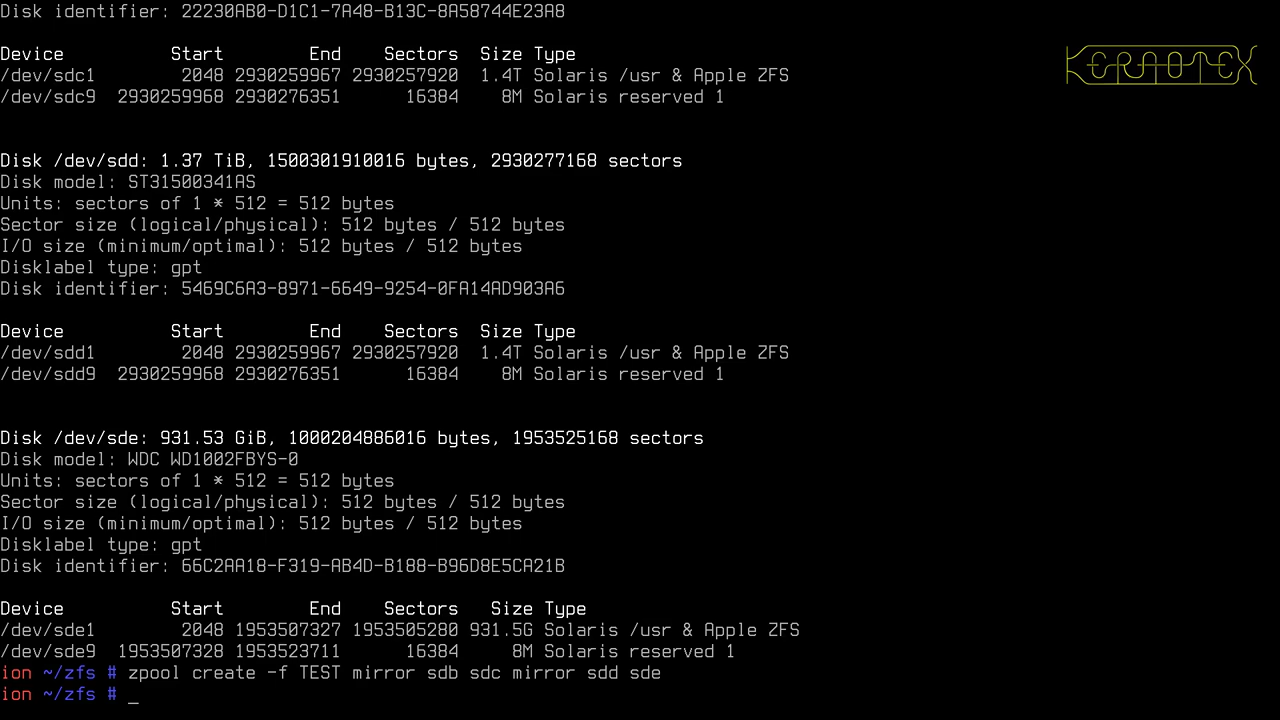 Disk identifier: 22230AB0-D1C1-7A48-B13C-8A58744E23A8
KERAOTEX
Device Start End Sectors Size Type
/dev/sdc1 2048 2930259967 2930257920 1.4T Solaris /usr & Apple ZFS
/dev/sdc9 2930259968 2930276351 16384 8M Solaris reserved 1
Disk /dev/sdd: 1.37 TiB, 1500301910016 bytes, 2930277168 sectors
Disk model: ST31500341AS
Units: sectors of 1 * 512 = 512 bytes
Sector size (logical/physical): 512 bytes / 512 bytes
I/O size (minimum/optimal): 512 bytes / 512 bytes
Disklabel type: gpt
Disk identifier: 5469C6A3-8971-6649-9254-0FA14AD903A6
Device Start End Sectors Size Type
/dev/sdd1 2048 2930259967 2930257920 1.4T Solaris /usr & Apple ZFS
/dev/sdd9 2930259968 2930276351 16384 8M Solaris reserved 1
Disk /dev/sde: 931.53 GiB, 1000204886016 bytes, 1953525168 sectors
Disk model: WDC WD1002FBYS-0
Units: sectors of 1 * 512 = 512 bytes
Sector size (logical/physical): 512 bytes / 512 bytes
I/O size (minimum/optimal): 512 bytes / 512 bytes
Disklabel type: gpt
Disk identifier: 66C2AA18-F319-AB4D-B188-B96D8E5CA21B
Device Start End Sectors Size Type
/dev/sde1 2048 1953507327 1953505280 931.5G Solaris /usr & Apple ZFS
/dev/sde9 1953507328 1953523711 16384 8M Solaris reserved 1
ion ~/zfs # zpool create -f TEST mirror sdb sdc mirror sdd sde
ion ~/zfs # _